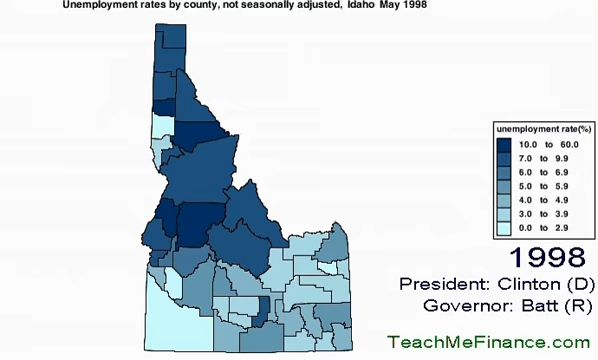 Unemployment rates by county, not seasonally adjusted, Idaho May 1998
unemployment rate(%)
10.0 to 60.0
7.0 to 9.9
6.0 to 6.9
5.0 to 5.9
4.0 to 4.9
3.0 to 3.9
0.0 to 2.9
1998
President: Clinton (D)
Governor: Batt (R)
TeachMeFinance.com